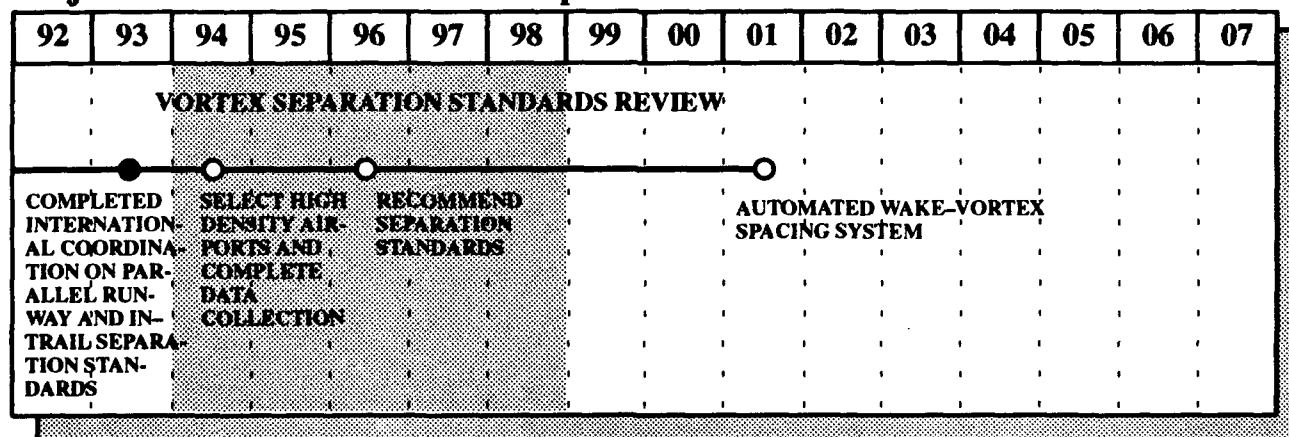 92 93 94 95 96 97 98 99 00 01 02 03 04 05 06 07
VORTEX SEPARATION STANDARDS REVIEW
COMPLETED
INTERNATION-
AL COORDINA-
TION ON PAR-
ALLEL RUN-
WAY AND IN-
TRAIL SEPARA-
TION STAN-
DARDS
SELECT HIGH
DENSITY AIR-
PORTS AND
COMPLETE
DATA
COLLECTION
RECOMMEND
SEPARATION
STANDARDS
AUTOMATED WAKE-VORTEX
SPACING SYSTEM